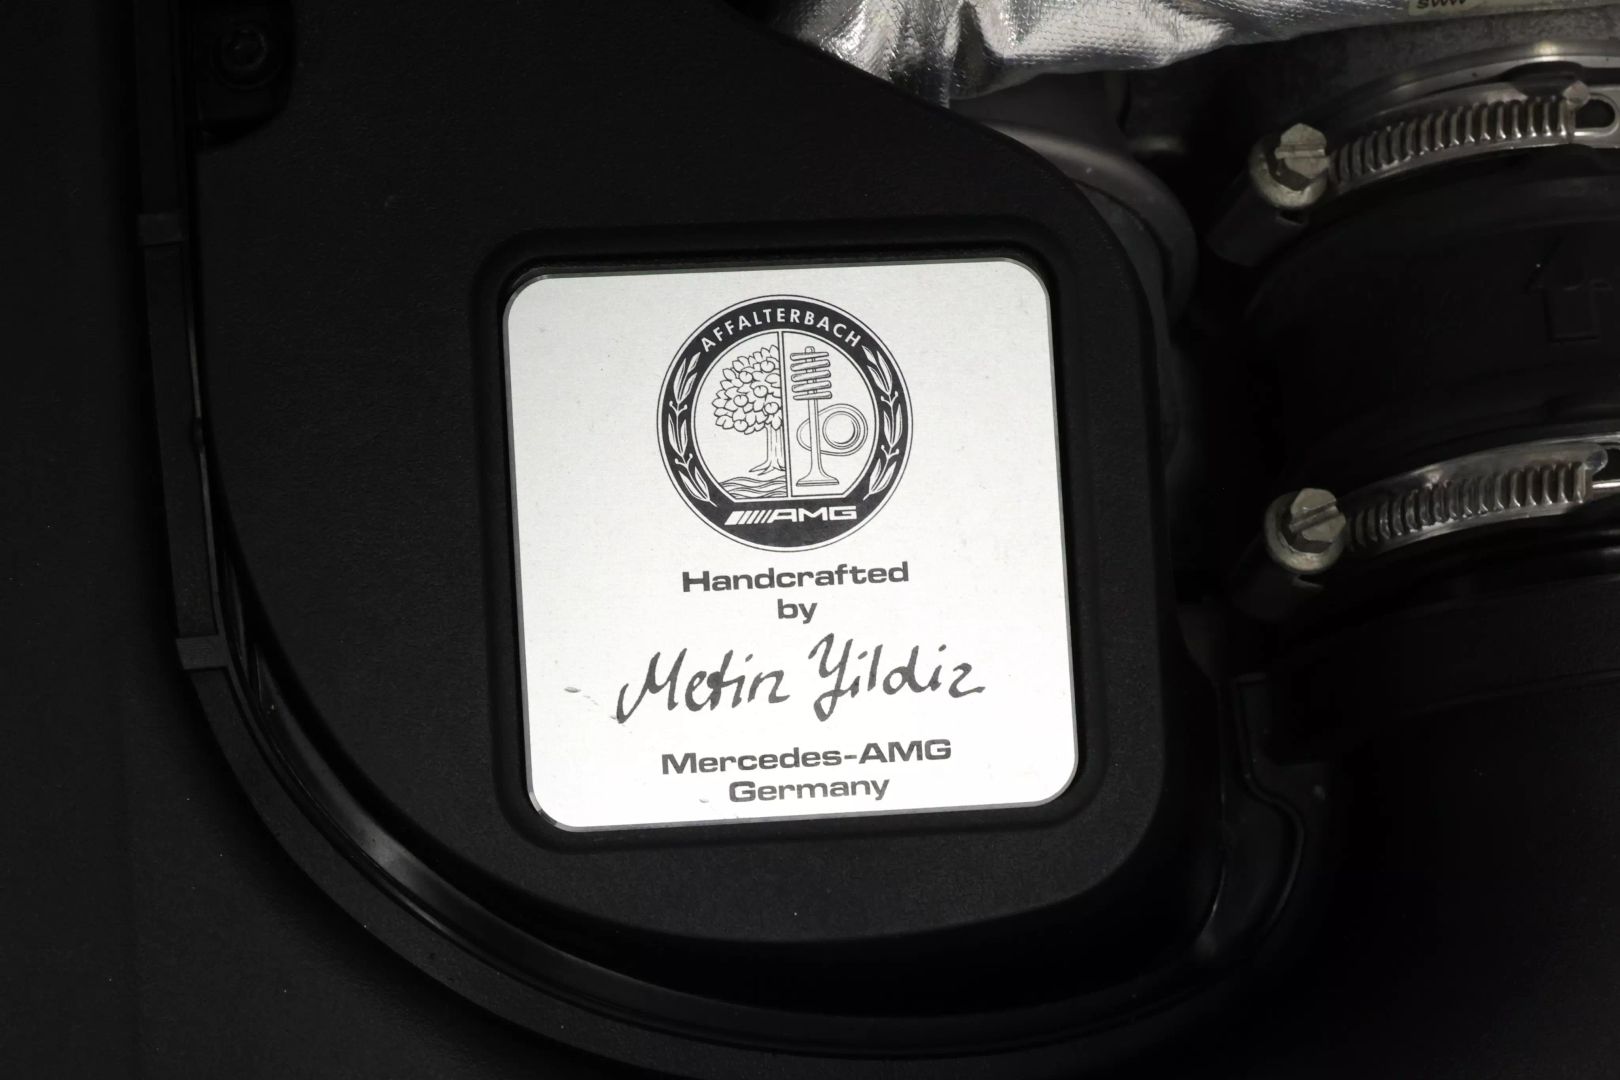 AFFALTERBACH
AMG
Handcrafted
by
Metin Yildiz
Mercedes-AMG
Germany